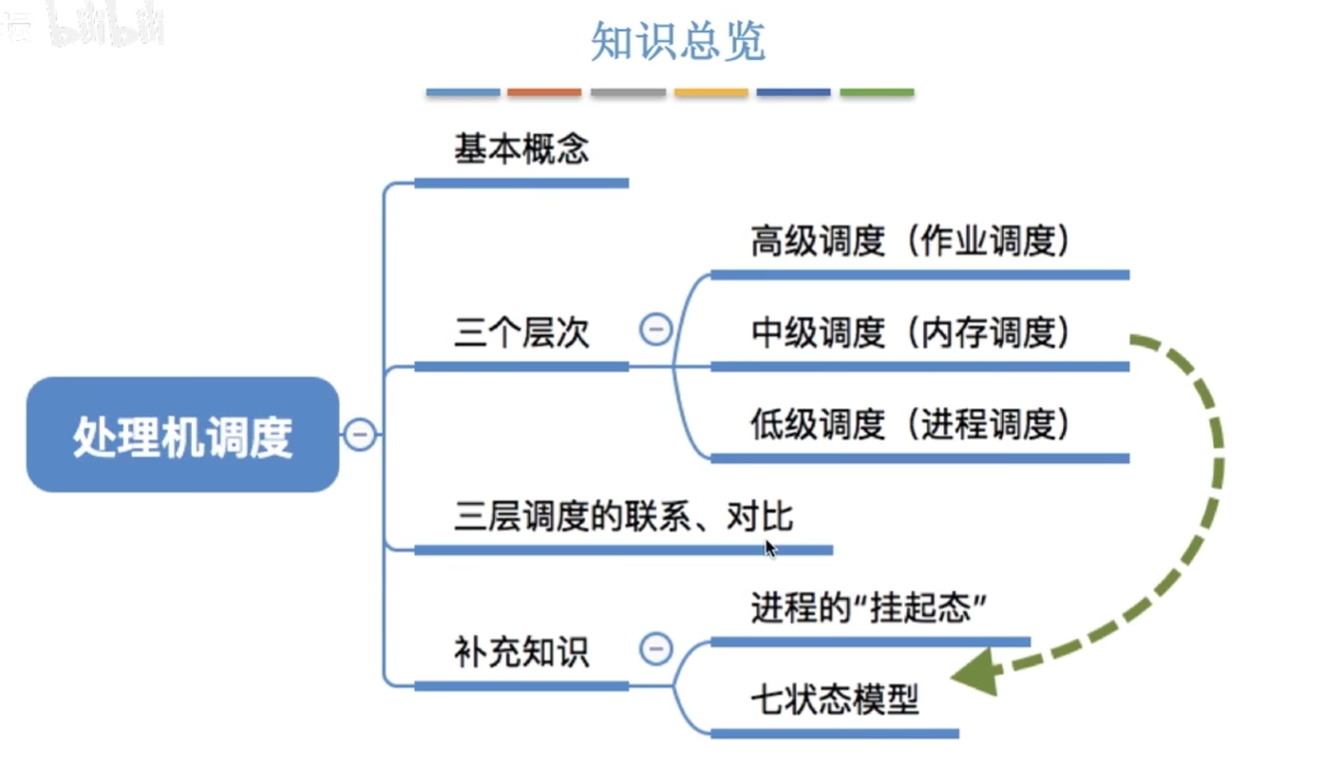 坛 bilibili
知识总览
基本概念
高级调度（作业调度）
三个层次
中级调度（内存调度）
低级调度（进程调度）
处理机调度
三层调度的联系、对比
进程的“挂起态”
补充知识
七状态模型